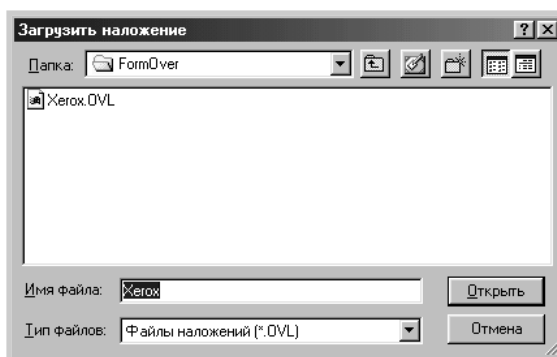 Загрузить наложение
Папка: FormOver
Xerox.OVL
Имя файла: Xerox Открыть
Тип файлов: Файлы наложений (*.OVL) Отмена